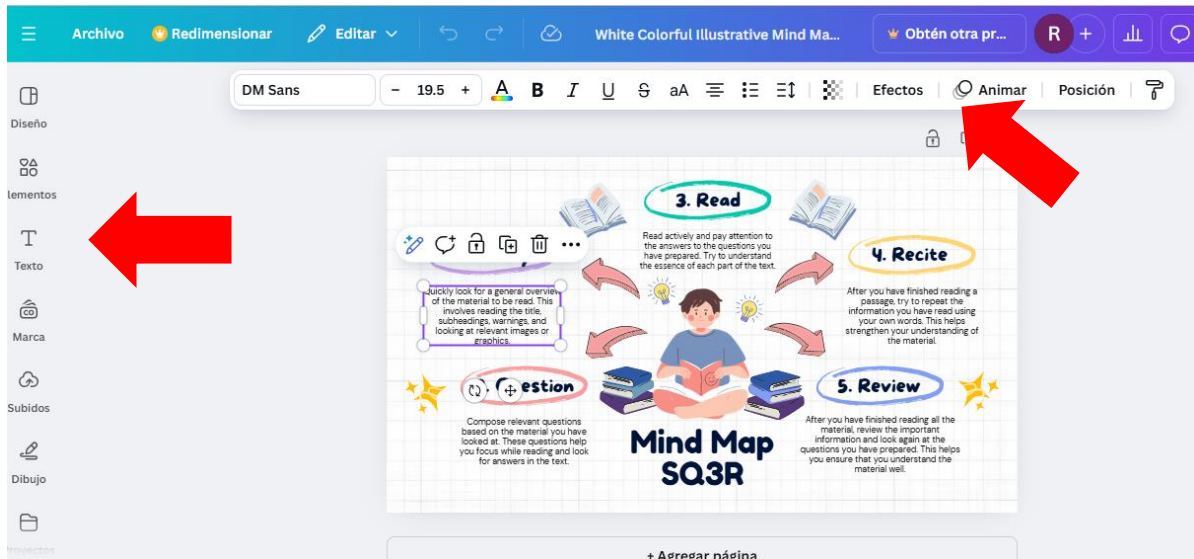 Archivo
Redimensionar
Editar
White Colorful Illustrative Mind Ma...
Obtén otra pr...
R
+
DM Sans
– 19.5 +
A B I U S aA
Efectos
Animar
Posición
Diseño
lementos
T
Texto
Marca
Subidos
Dibujo
royectos
3. Read
Read actively and pay attention to
the answers to the questions you
have prepared. Try to understand
the essence of each part of the text.
4. Recite
After you have finished reading a
passage, try to repeat the
information you have read using
your own words. This helps
strengthen your understanding of
the material.
Quickly look for a general overview
of the material to be read. This
involves reading the title,
subheadings, warnings, and
looking at relevant images or
graphics.
estion
Compose relevant questions
based on the material you have
looked at. These questions help
you focus while reading and look
for answers in the text.
5. Review
After you have finished reading all the
material, review the important
information and look again at the
questions you have prepared. This helps
you ensure that you understand the
material well.
Mind Map
SQ3R
+ Agregar página